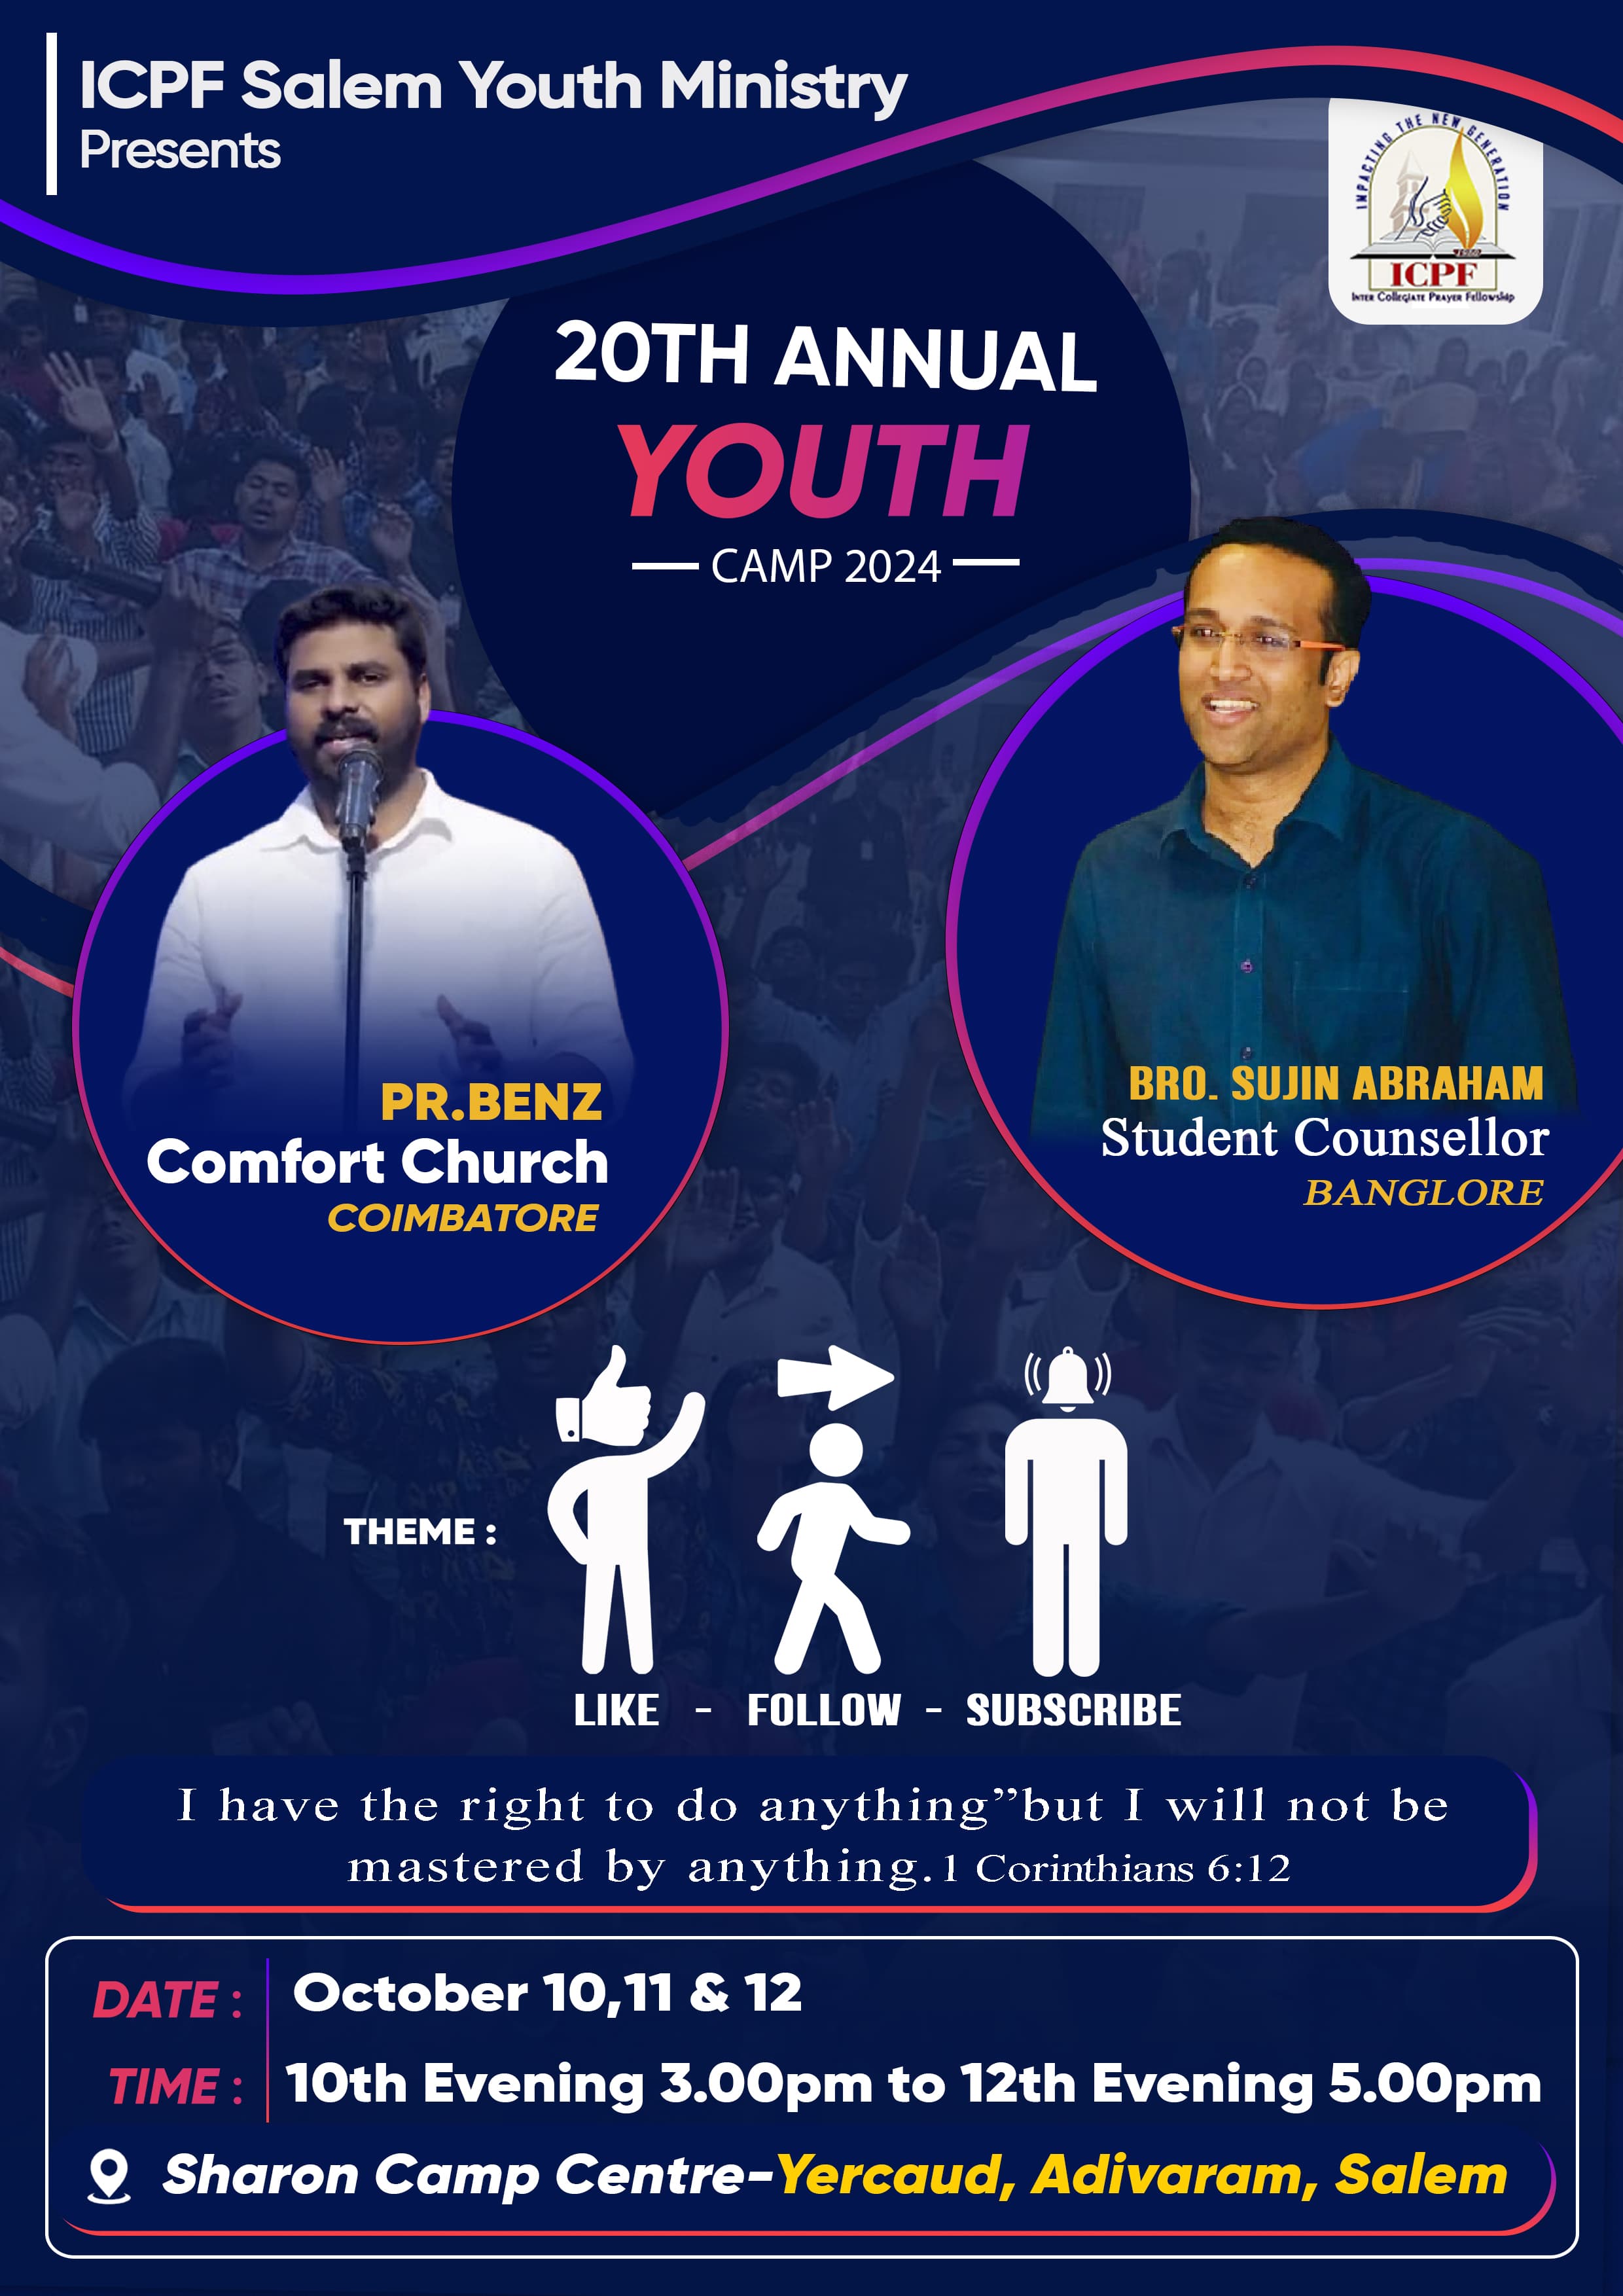 ICPF Salem Youth Ministry
Presents
IMPACTING THE NEW GENERATION
ICPF
INTER COLLEGIATE PRAYER FELLOWSHIP
20TH ANNUAL
YOUTH
CAMP 2024
PR.BENZ
Comfort Church
COIMBATORE
BRO. SUJIN ABRAHAM
Student Counsellor
BANGLORE
THEME :
LIKE - FOLLOW - SUBSCRIBE
I have the right to do anything”but I will not be
mastered by anything.1 Corinthians 6:12
DATE : October 10,11 & 12
TIME : 10th Evening 3.00pm to 12th Evening 5.00pm
Sharon Camp Centre-Yercaud, Adivaram, Salem